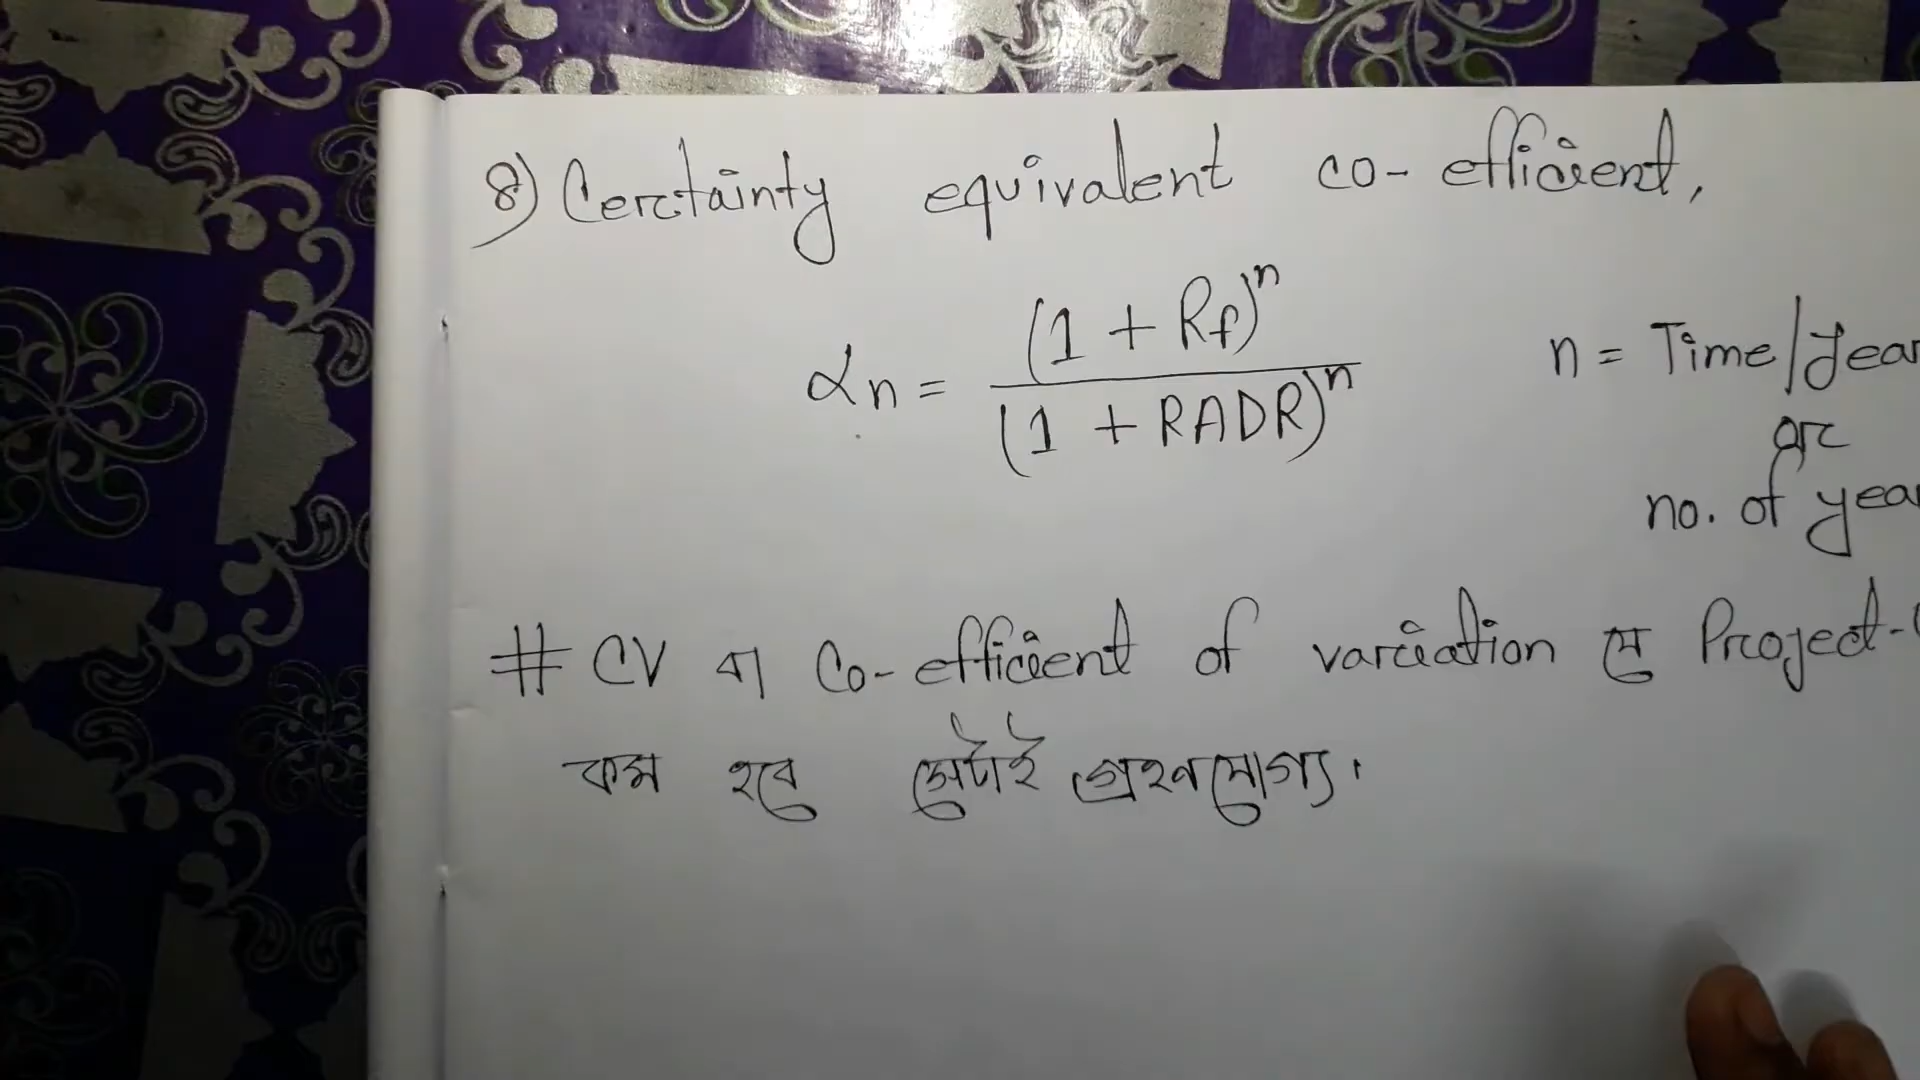 8) Certainty equivalent co-efficient,
αn = (1 + Rf)^n / (1 + RADR)^n
n = Time/year
or
no. of year
# CV বা Co-efficient of variation যে Project-
কম হবে সেটাই গ্রহনযোগ্য।